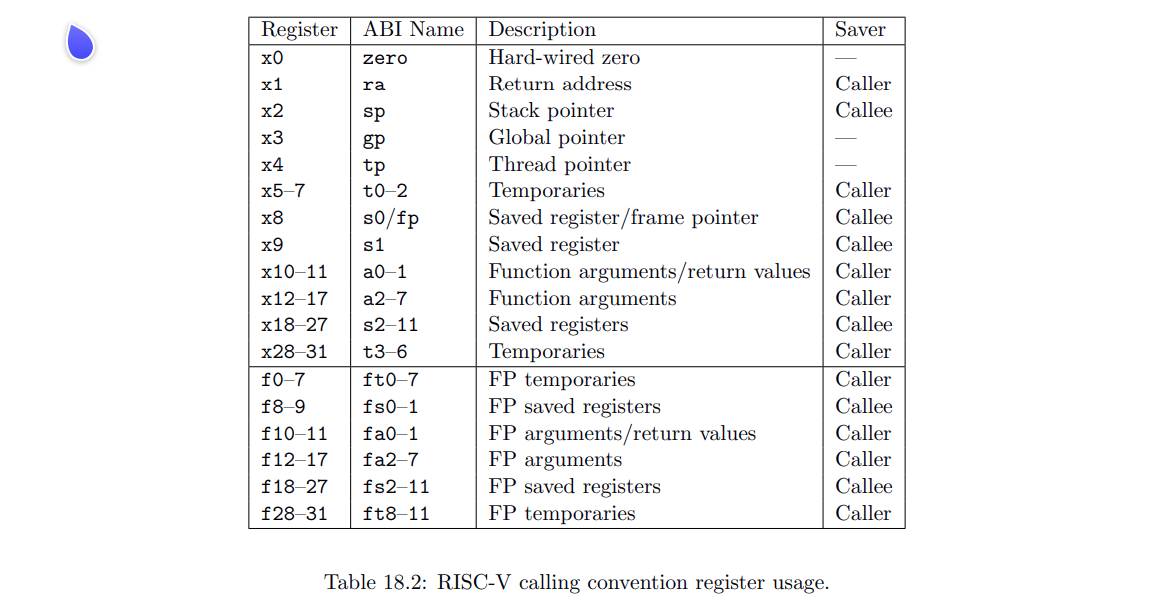 Register ABI Name Description Saver
x0 zero Hard-wired zero —
x1 ra Return address Caller
x2 sp Stack pointer Callee
x3 gp Global pointer —
x4 tp Thread pointer —
x5–7 t0–2 Temporaries Caller
x8 s0/fp Saved register/frame pointer Callee
x9 s1 Saved register Callee
x10–11 a0–1 Function arguments/return values Caller
x12–17 a2–7 Function arguments Caller
x18–27 s2–11 Saved registers Callee
x28–31 t3–6 Temporaries Caller
f0–7 ft0–7 FP temporaries Caller
f8–9 fs0–1 FP saved registers Callee
f10–11 fa0–1 FP arguments/return values Caller
f12–17 fa2–7 FP arguments Caller
f18–27 fs2–11 FP saved registers Callee
f28–31 ft8–11 FP temporaries Caller
Table 18.2: RISC-V calling convention register usage.